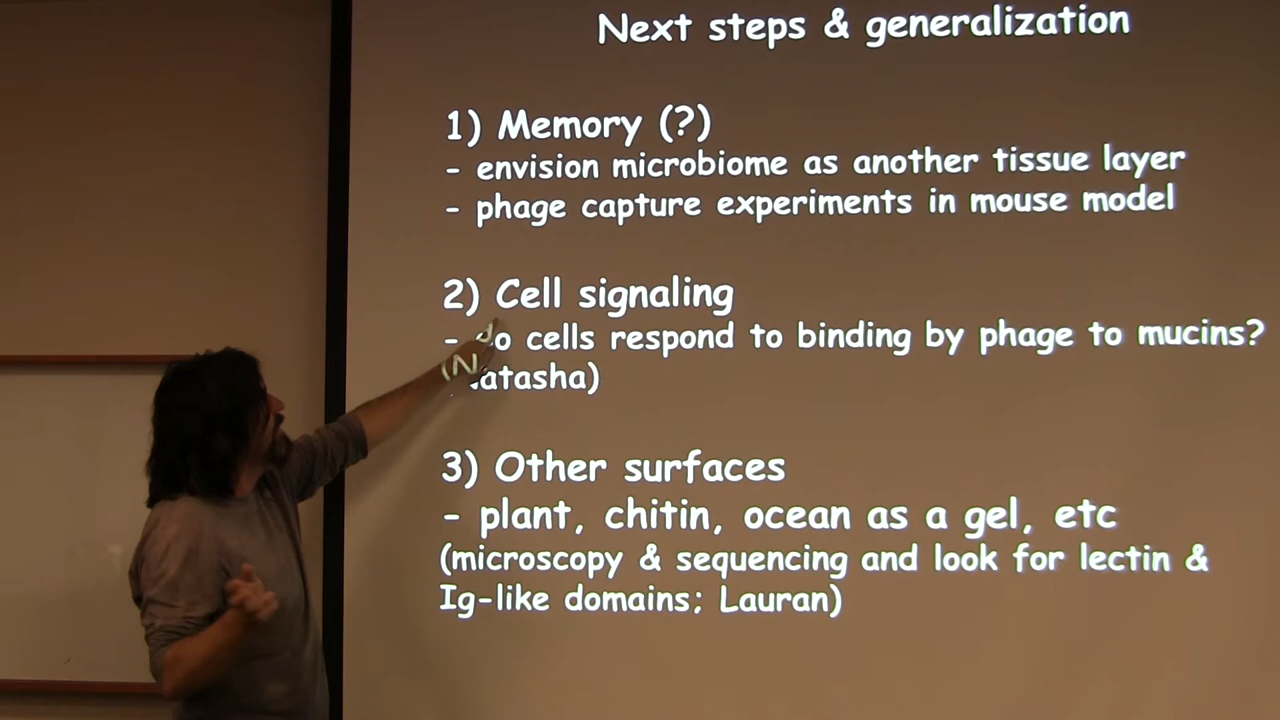 Next steps & generalization
1) Memory (?)
- envision microbiome as another tissue layer
- phage capture experiments in mouse model
2) Cell signaling
- do cells respond to binding by phage to mucins?
(Natasha)
3) Other surfaces
- plant, chitin, ocean as a gel, etc
(microscopy & sequencing and look for lectin &
Ig-like domains; Lauran)